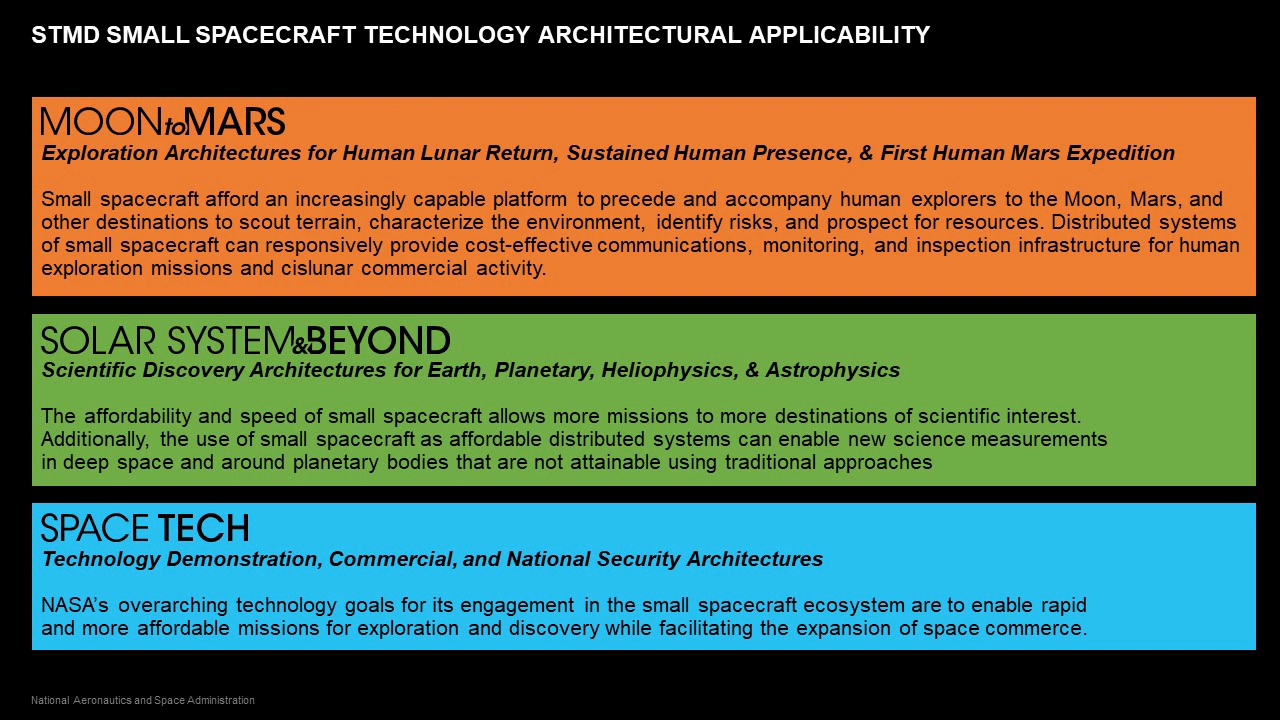 STMD SMALL SPACECRAFT TECHNOLOGY ARCHITECTURAL APPLICABILITY
MOON to MARS
Exploration Architectures for Human Lunar Return, Sustained Human Presence, & First Human Mars Expedition
Small spacecraft afford an increasingly capable platform to precede and accompany human explorers to the Moon, Mars, and
other destinations to scout terrain, characterize the environment, identify risks, and prospect for resources. Distributed systems
of small spacecraft can responsively provide cost-effective communications, monitoring, and inspection infrastructure for human
exploration missions and cislunar commercial activity.
SOLAR SYSTEM & BEYOND
Scientific Discovery Architectures for Earth, Planetary, Heliophysics, & Astrophysics
The affordability and speed of small spacecraft allows more missions to more destinations of scientific interest.
Additionally, the use of small spacecraft as affordable distributed systems can enable new science measurements
in deep space and around planetary bodies that are not attainable using traditional approaches
SPACE TECH
Technology Demonstration, Commercial, and National Security Architectures
NASA’s overarching technology goals for its engagement in the small spacecraft ecosystem are to enable rapid
and more affordable missions for exploration and discovery while facilitating the expansion of space commerce.
National Aeronautics and Space Administration